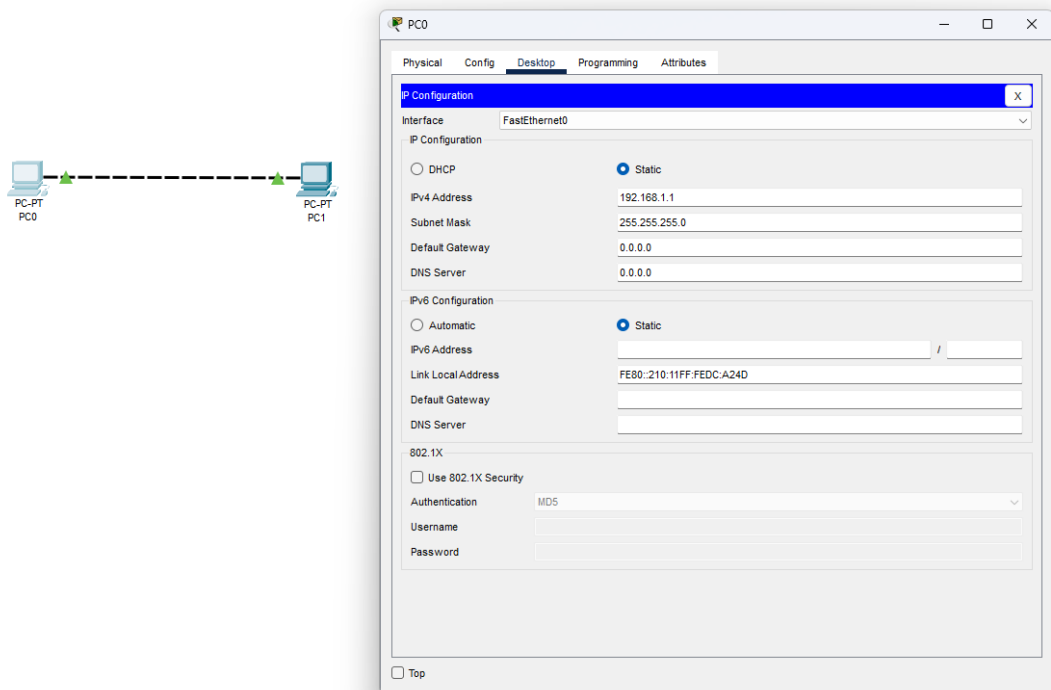 PC0
Physical Config Desktop Programming Attributes
IP Configuration X
Interface FastEthernet0
IP Configuration
DHCP Static
IPv4 Address 192.168.1.1
Subnet Mask 255.255.255.0
Default Gateway 0.0.0.0
DNS Server 0.0.0.0
IPv6 Configuration
Automatic Static
IPv6 Address /
Link Local Address FE80::210:11FF:FEDC:A24D
Default Gateway
DNS Server
802.1X
Use 802.1X Security
Authentication MD5
Username
Password
Top
PC-PT
PC0
PC-PT
PC1